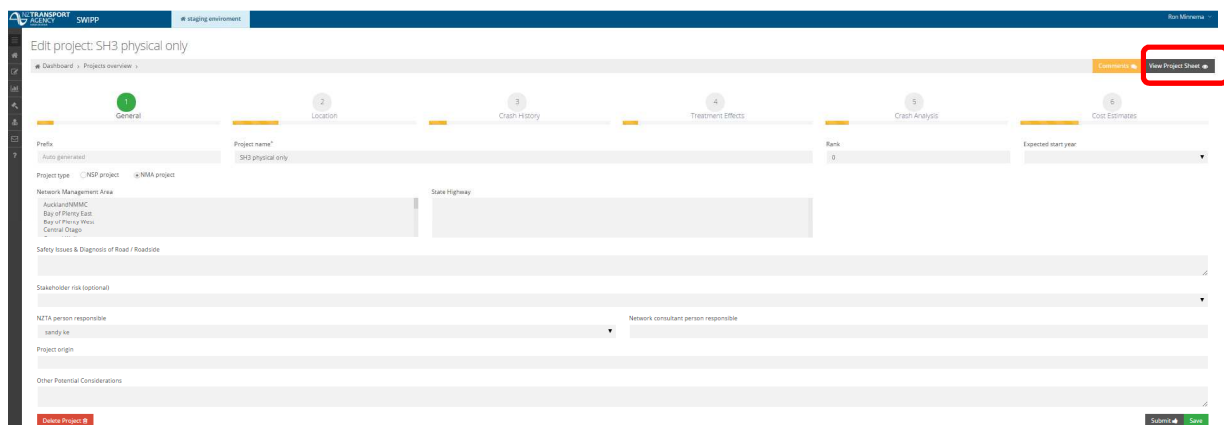 NZ TRANSPORT AGENCY
SWIPP
staging enviroment
Ron Minnema
Edit project: SH3 physical only
Dashboard › Projects overview ›
Comments
View Project Sheet
1
General
2
Location
3
Crash History
4
Treatment Effects
5
Crash Analysis
6
Cost Estimates
Prefix
Project name*
Rank
Expected start year
Auto generated
SH3 physical only
0
Project type NSP project NMA project
Network Management Area
State Highway
AucklandNMMC
Bay of Plenty East
Bay of Plenty West
Central Otago
Safety Issues & Diagnosis of Road / Roadside
Stakeholder risk (optional)
NZTA person responsible
Network consultant person responsible
sandy ke
Project origin
Other Potential Considerations
Delete Project
Submit
Save